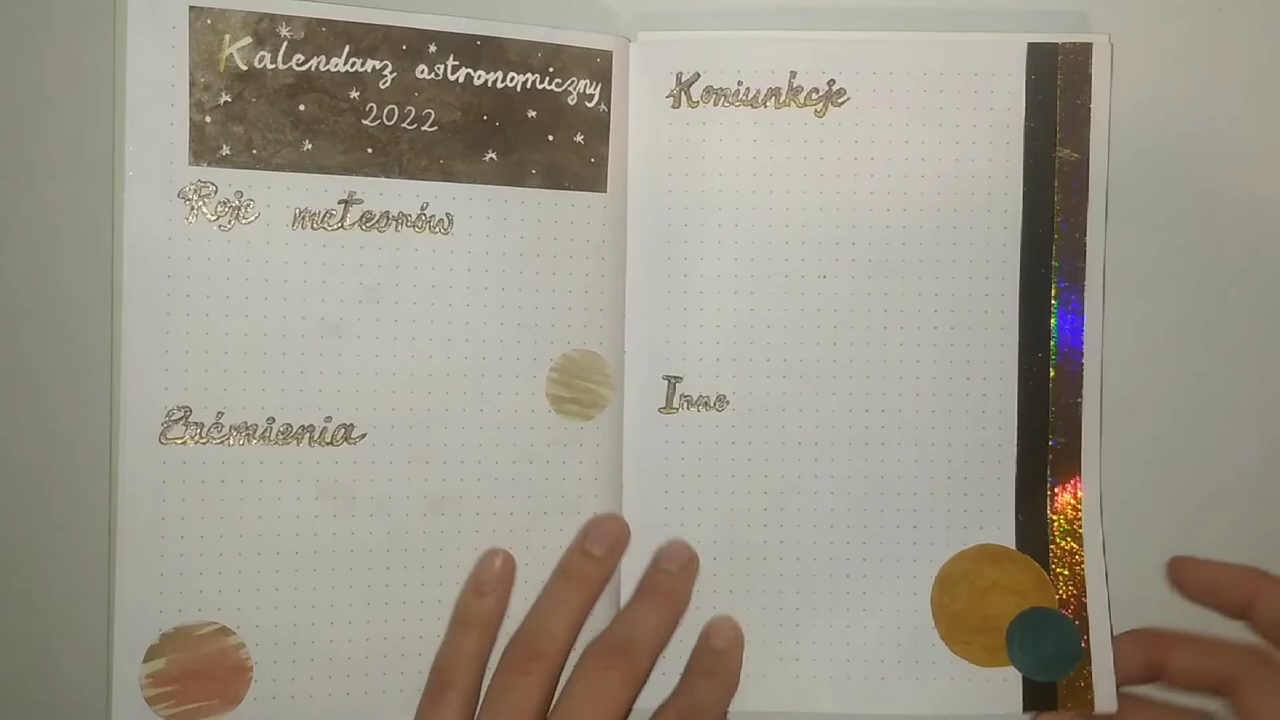 Kalendarz astronomiczny
2022
Roje meteorów
Zaćmienia
Koniunkcje
Inne